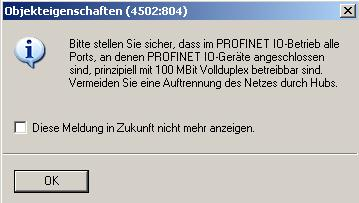 Objekteigenschaften (4502:804)
Bitte stellen Sie sicher, dass im PROFINET IO-Betrieb alle
Ports, an denen PROFINET IO-Geräte angeschlossen
sind, prinzipiell mit 100 MBit Vollduplex betreibbar sind.
Vermeiden Sie eine Auftrennung des Netzes durch Hubs.
Diese Meldung in Zukunft nicht mehr anzeigen.
OK